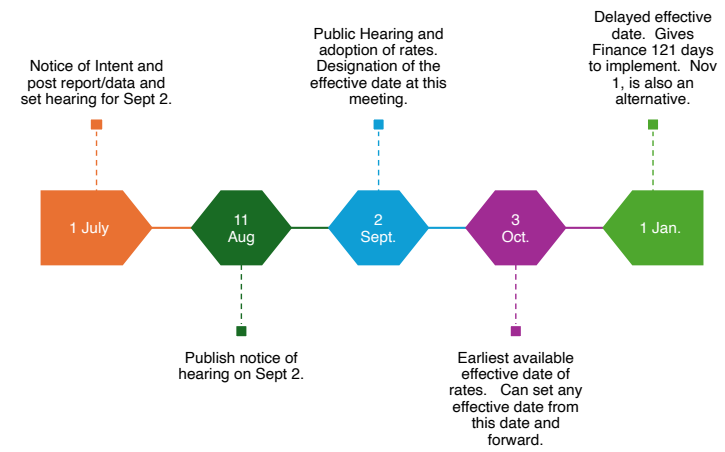 Notice of Intent and
post report/data and
set hearing for Sept 2.
1 July
11
Aug
Publish notice of
hearing on Sept 2.
Public Hearing and
adoption of rates.
Designation of the
effective date at this
meeting.
2
Sept.
3
Oct.
Earliest available
effective date of
rates.   Can set any
effective date from
this date and
forward.
Delayed effective
date.  Gives
Finance 121 days
to implement.  Nov
1, is also an
alternative.
1 Jan.